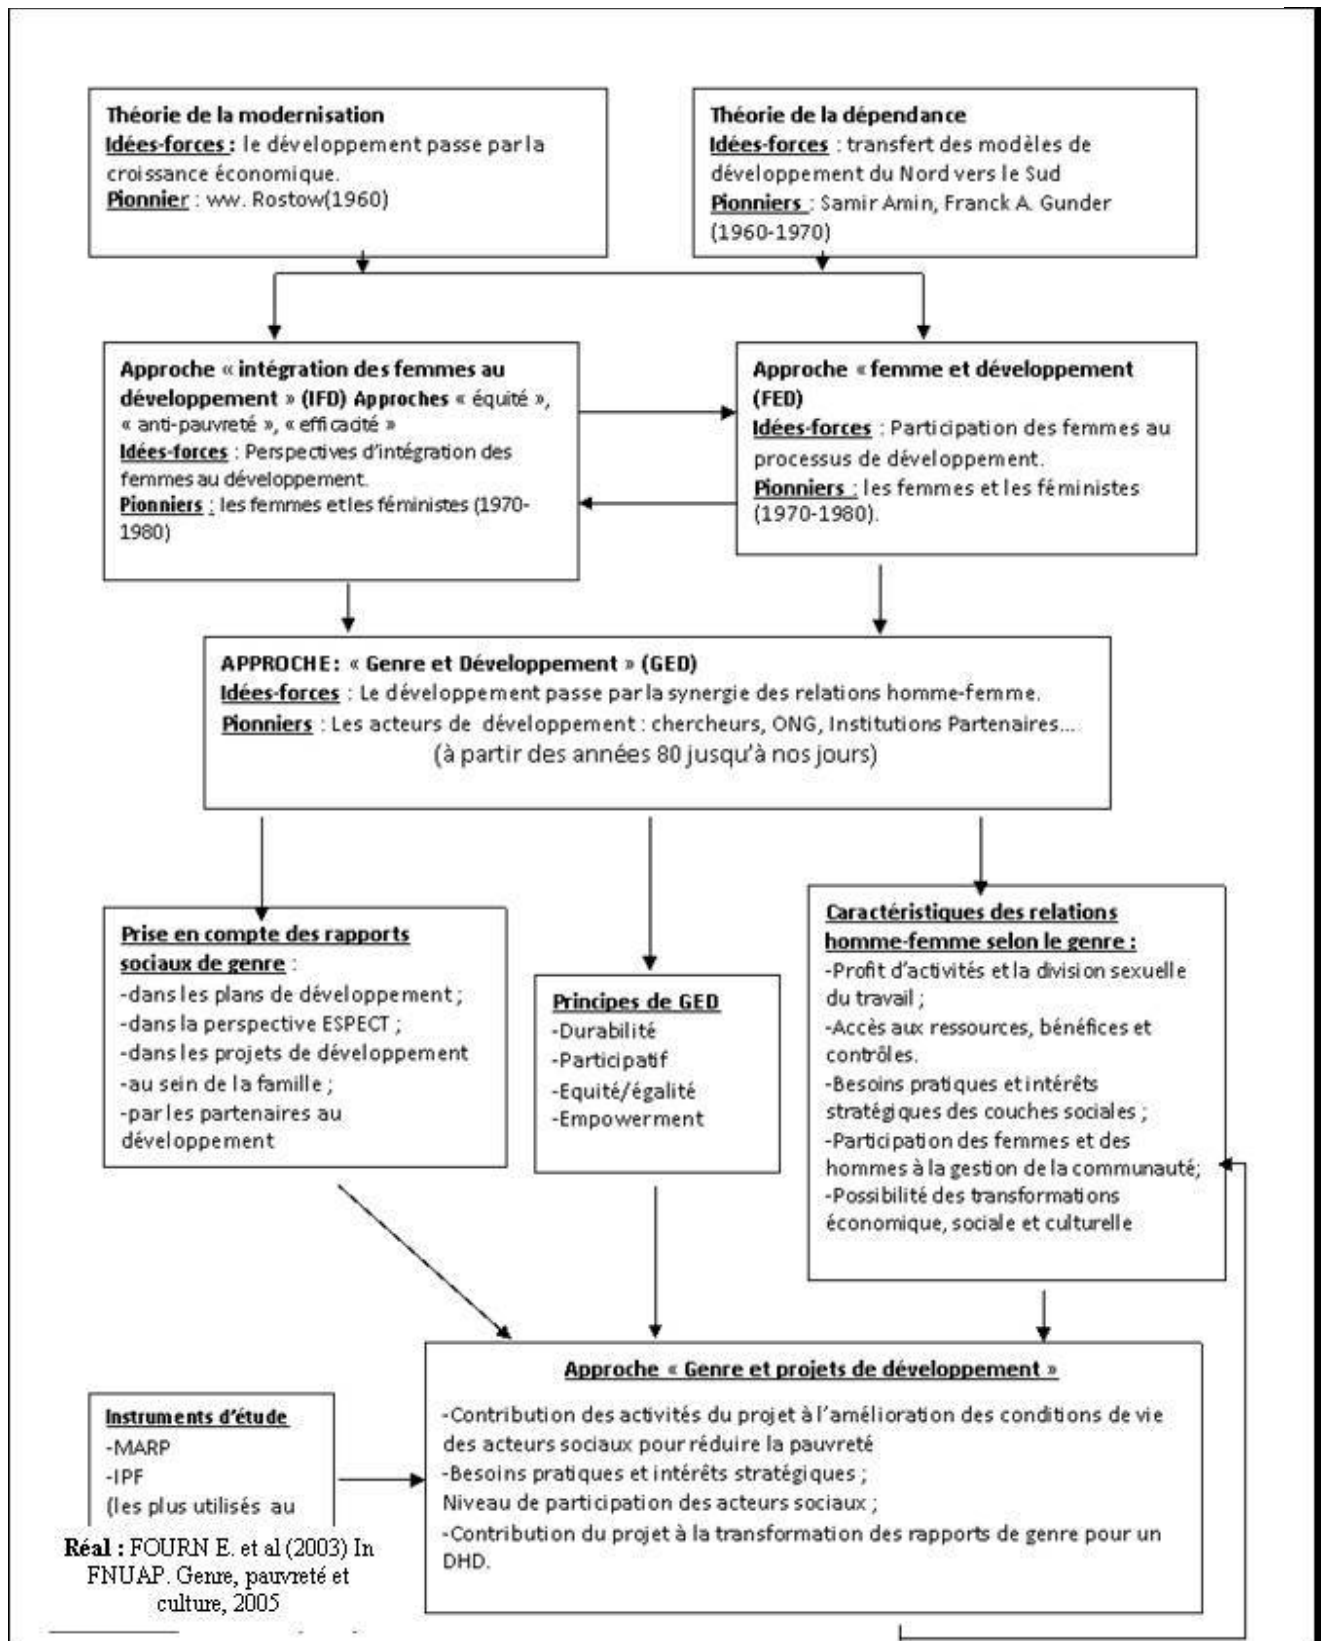 Théorie de la modernisation
Idées-forces : le développement passe par la
croissance économique.
Pionnier : ww. Rostow(1960)
Théorie de la dépendance
Idées-forces : transfert des modèles de
développement du Nord vers le Sud
Pionniers : Samir Amin, Franck A. Gunder
(1960-1970)
Approche « intégration des femmes au
développement » (IFD) Approches « équité »,
« anti-pauvreté », « efficacité »
Idées-forces : Perspectives d'intégration des
femmes au développement.
Pionniers : les femmes et les féministes (1970-
1980)
Approche « femme et développement
(FED)
Idées-forces : Participation des femmes au
processus de développement.
Pionniers : les femmes et les féministes
(1970-1980).
APPROCHE : « Genre et Développement » (GED)
Idées-forces : Le développement passe par la synergie des relations homme-femme.
Pionniers : Les acteurs de développement : chercheurs, ONG, Institutions Partenaires...
(à partir des années 80 jusqu'à nos jours)
Prise en compte des rapports
sociaux de genre :
-dans les plans de développement ;
-dans la perspective ESPECT ;
-dans les projets de développement
-au sein de la famille ;
-par les partenaires au
développement
Principes de GED
-Durabilité
-Participatif
-Equité/égalité
-Empowerment
Caractéristiques des relations
homme-femme selon le genre :
-Profit d'activités et la division sexuelle
du travail ;
-Accès aux ressources, bénéfices et
contrôles.
-Besoins pratiques et intérêts
stratégiques des couches sociales ;
-Participation des femmes et des
hommes à la gestion de la communauté;
-Possibilité des transformations
économique, sociale et culturelle
Approche « Genre et projets de développement »
-Contribution des activités du projet à l'amélioration des conditions de vie
des acteurs sociaux pour réduire la pauvreté
-Besoins pratiques et intérêts stratégiques ;
Niveau de participation des acteurs sociaux ;
-Contribution du projet à la transformation des rapports de genre pour un
DHD.
Instruments d'étude
-MARP
-IPF
(les plus utilisés au
Réal : FOURN E. et al (2003) In
FNUAP. Genre, pauvreté et
culture, 2005